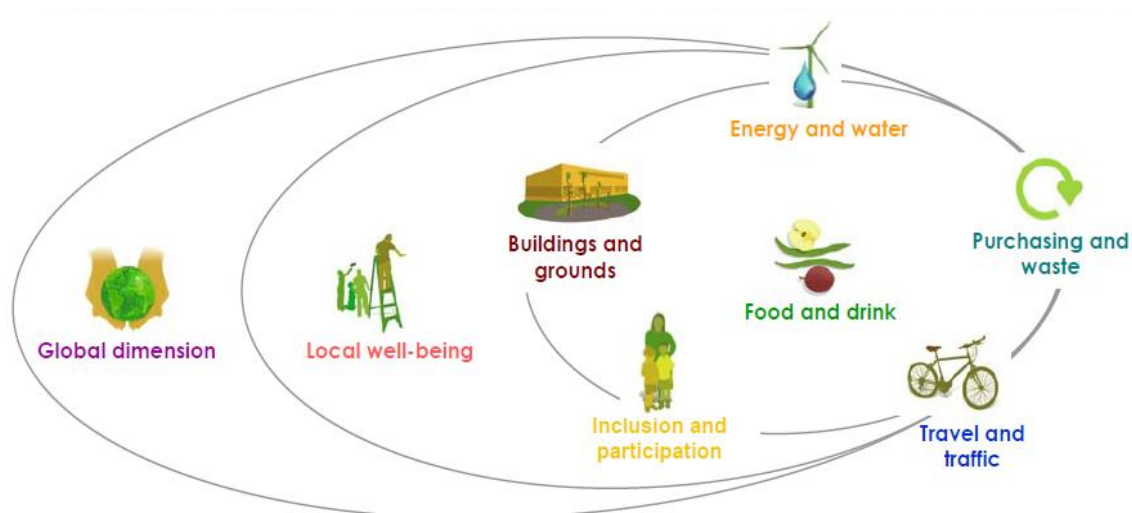 Energy and water
Buildings and
grounds
Purchasing and
waste
Food and drink
Global dimension
Local well-being
Inclusion and
participation
Travel and
traffic